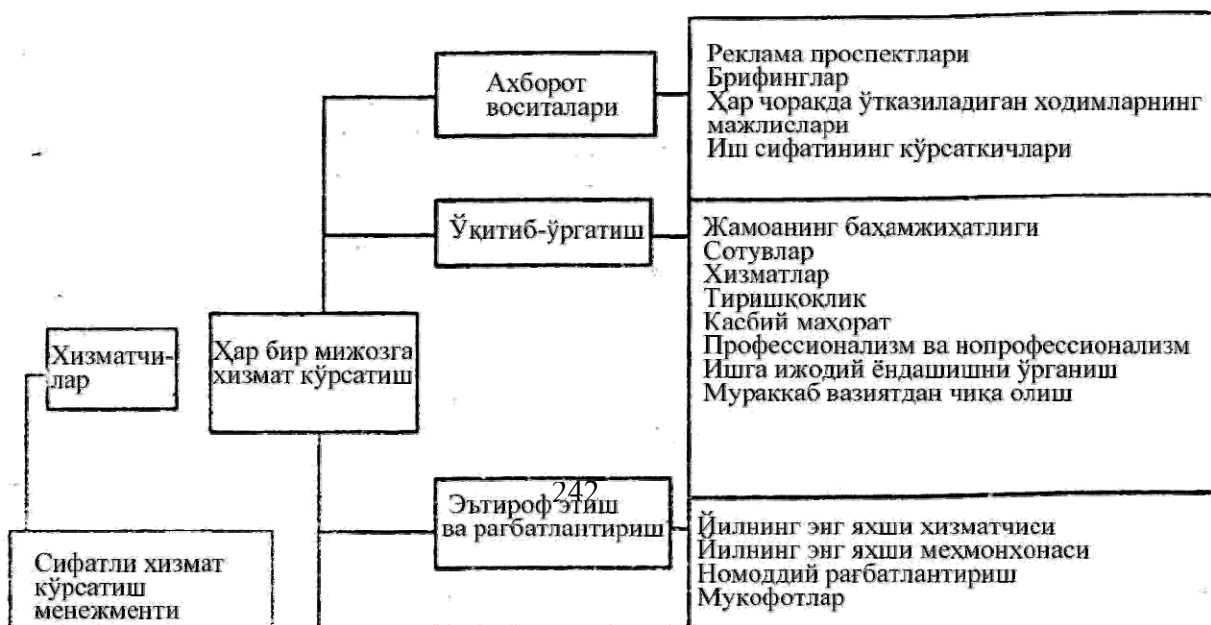 Ахборот
воситалари
Реклама проспектлари
Брифинглар
Ҳар чоракда ўтказиладиган ходимларнинг
мажлислари
Иш сифатининг кўрсаткичлари
Ўқитиб-ўргатиш
Жамоанинг баҳамжиҳатлиги
Сотувлар
Хизматлар
Тиришқоқлик
Касбий маҳорат
Профессионализм ва нопрофессионализм
Ишга ижодий ёндашишни ўрганиш
Мураккаб вазиятдан чиқа олиш
Хизматчи-
лар
Ҳар бир мижозга
хизмат кўрсатиш
242
Эътироф этиш
ва рағбатлантириш
Йилнинг энг яхши хизматчиси
Йилнинг энг яхши меҳмонхонаси
Номоддий рағбатлантириш
Мукофотлар
Сифатли хизмат
кўрсатиш
менежменти